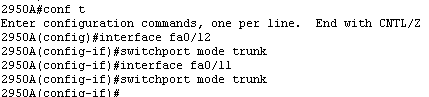 2950A#conf t
Enter configuration commands, one per line.  End with CNTL/Z
2950A(config)#interface fa0/12
2950A(config-if)#switchport mode trunk
2950A(config-if)#interface fa0/11
2950A(config-if)#switchport mode trunk
2950A(config-if)#